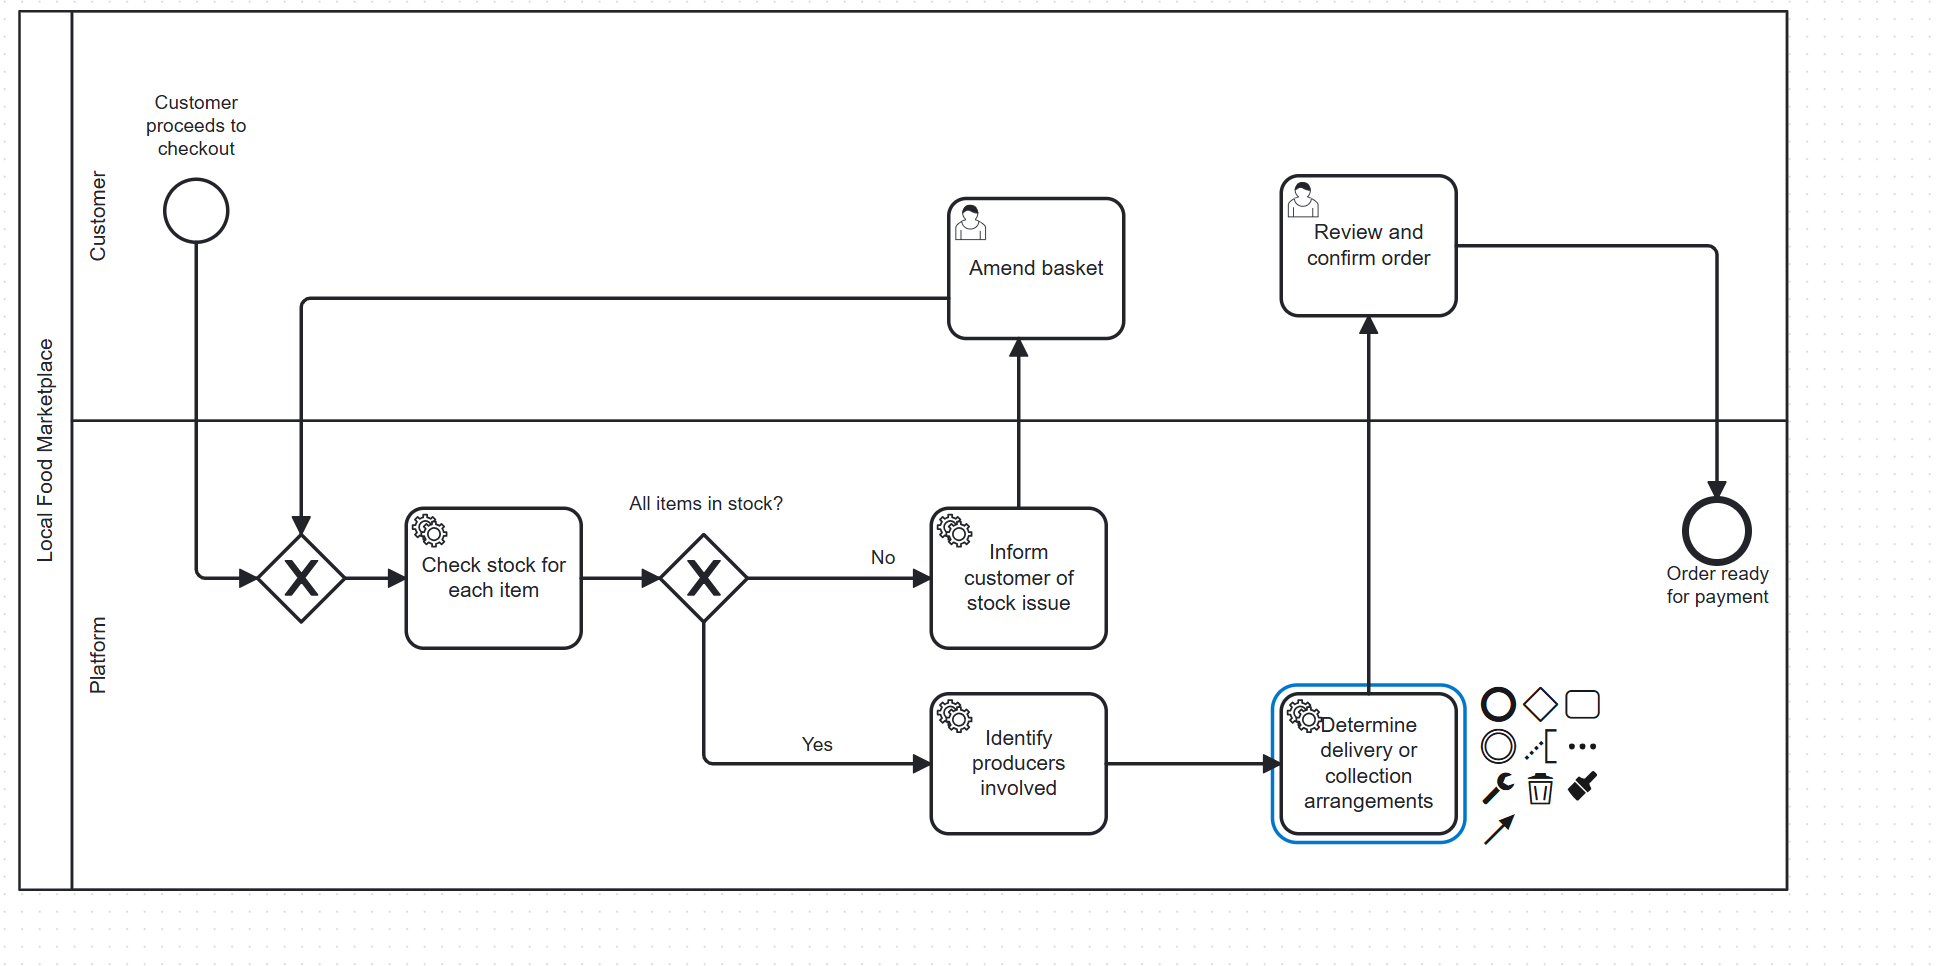 Local Food Marketplace
Customer
Customer
proceeds to
checkout
Amend basket
Review and
confirm order
Platform
All items in stock?
Check stock for
each item
No
Inform
customer of
stock issue
Order ready
for payment
Yes
Identify
producers
involved
Determine
delivery or
collection
arrangements